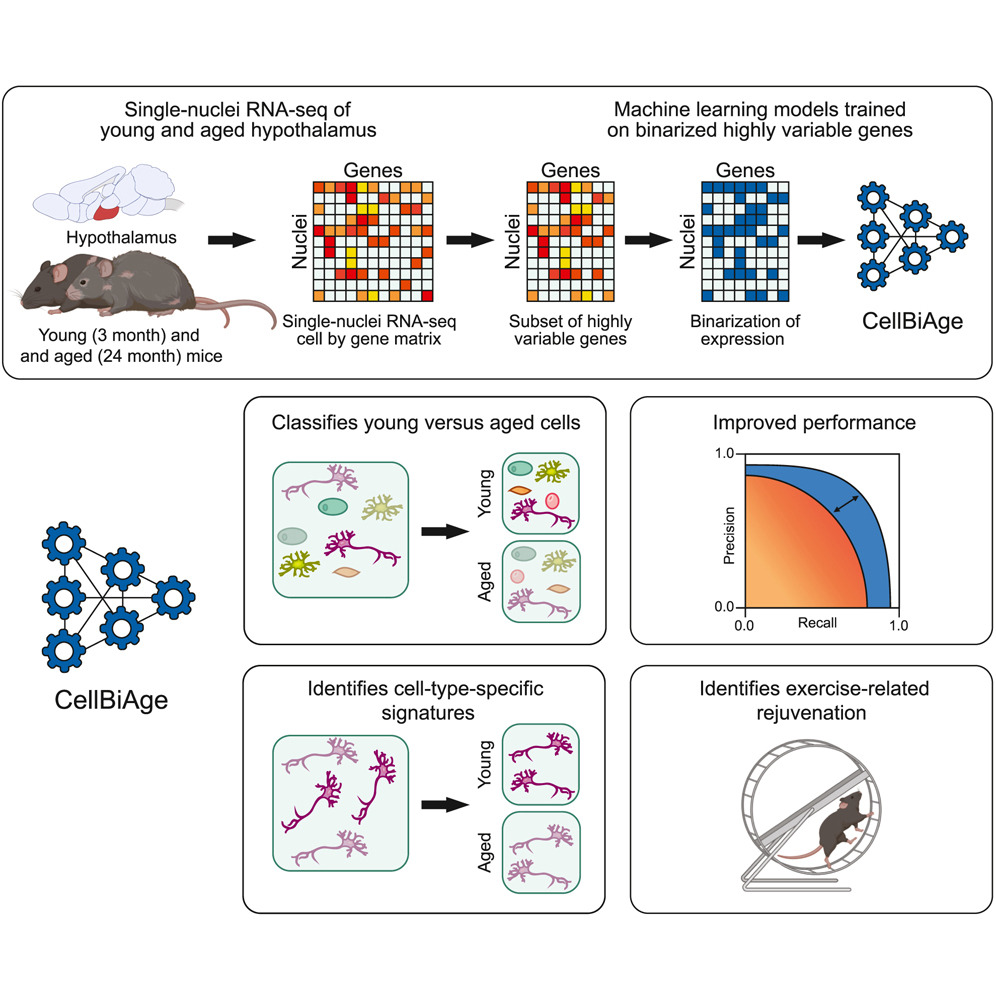 Single-nuclei RNA-seq of
young and aged hypothalamus
Machine learning models trained
on binarized highly variable genes
Hypothalamus
Young (3 month) and
and aged (24 month) mice
Genes
Nuclei
Single-nuclei RNA-seq
cell by gene matrix
Genes
Nuclei
Subset of highly
variable genes
Genes
Nuclei
Binarization of
expression
CellBiAge
CellBiAge
Classifies young versus aged cells
Young
Aged
Improved performance
1.0
Precision
0.0
0.0
Recall
1.0
Identifies cell-type-specific
signatures
Young
Aged
Identifies exercise-related
rejuvenation